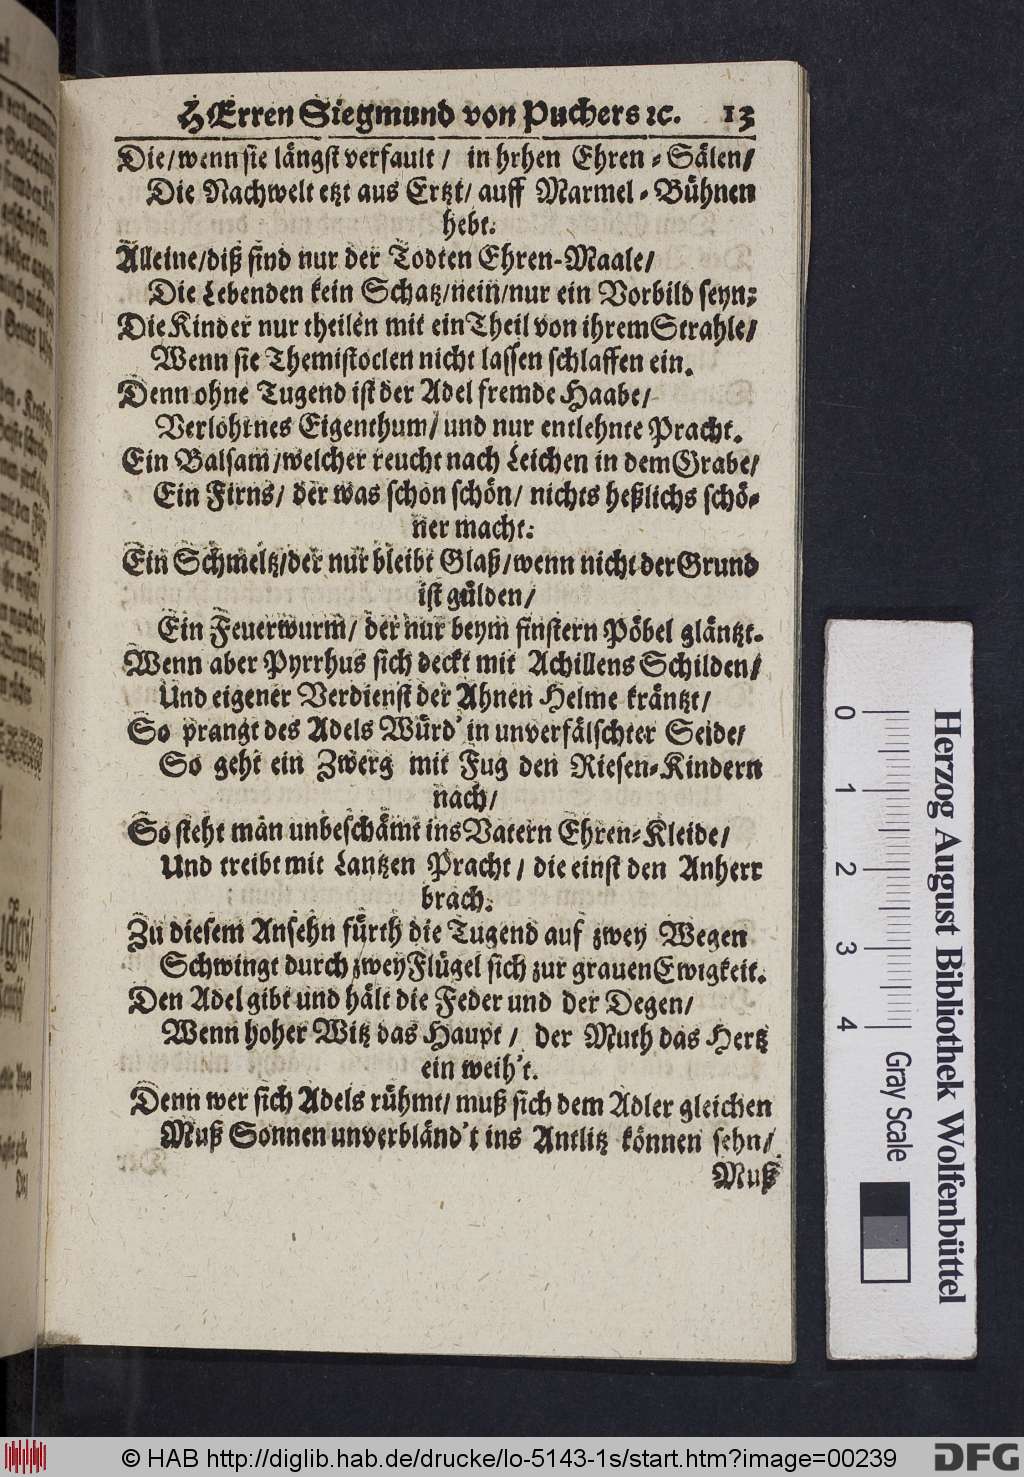 HErren Siegmund von Puchers ꝛc. 13
Die/wenn sie längst verfault / in hrhen Ehren-Sälen/
Die Nachwelt etzt aus Ertzt/ auff Marmel-Bühnen
hebt.
Alleine/diß sind nur der Todten Ehren-Maale/
Die Lebenden kein Schatz/nein/nur ein Vorbild seyn;
Die Kinder nur theilen mit ein Theil von ihrem Strahle/
Wenn sie Themistoclen nicht lassen schlaffen ein.
Denn ohne Tugend ist der Adel fremde Haabe/
Verlohrnes Eigenthum/ und nur entlehnte Pracht.
Ein Balsam/welcher reucht nach Leichen in dem Grabe/
Ein Firns/ der was schon schön/ nichts heßlichs schö-
ner macht:
Ein Schmeltz/der nur bleibt Glaß/wenn nicht der Grund
ist gülden/
Ein Feuerwurm/ der nur beym finstern Pöbel gläntzt.
Wenn aber Pyrrhus sich deckt mit Achillens Schilden/
Und eigener Verdienst der Ahnen Helme kräntzt/
So prangt des Adels Würd' in unverfälschter Seide/
So geht ein Zwerg mit Fug den Riesen-Kindern
nach/
So steht man unbeschämt ins Vatern Ehren-Kleide/
Und treibt mit Lantzen Pracht/ die einst den Anherr
brach.
Zu diesem Ansehn fürth die Tugend auf zwey Wegen
Schwingt durch zwey Flügel sich zur grauen Ewigkeit.
Den Adel gibt und hält die Feder und der Degen/
Wenn hoher Witz das Haupt / der Muth das Hertz
ein weih't.
Denn wer sich Adels rühmt/ muß sich dem Adler gleichen
Muß Sonnen unverbländ't ins Antlitz können sehn/
Muß
0 1 2 3 4
Gray Scale
Herzog August Bibliothek Wolfenbüttel
© HAB http://diglib.hab.de/drucke/lo-5143-1s/start.htm?image=00239
DFG